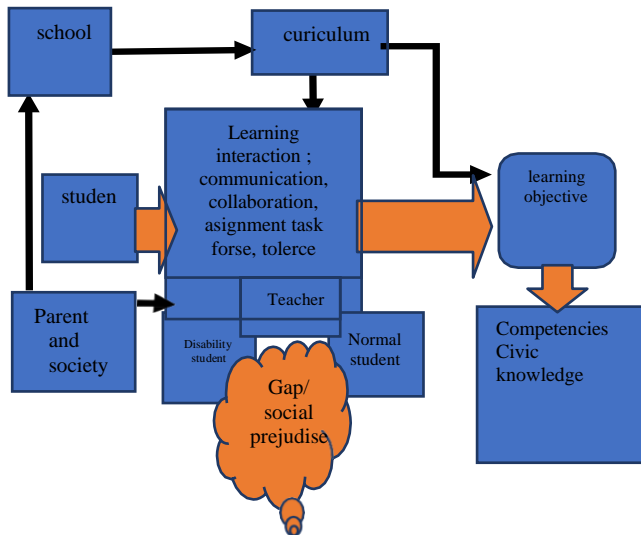 school
curiculum
Learning
interaction ;
communication,
collaboration,
asignment task
forse, tolerce
learning
objective
studen
Teacher
Parent
and
society
Disability
student
Normal
student
Competencies
Civic
knowledge
Gap/
social
prejudise